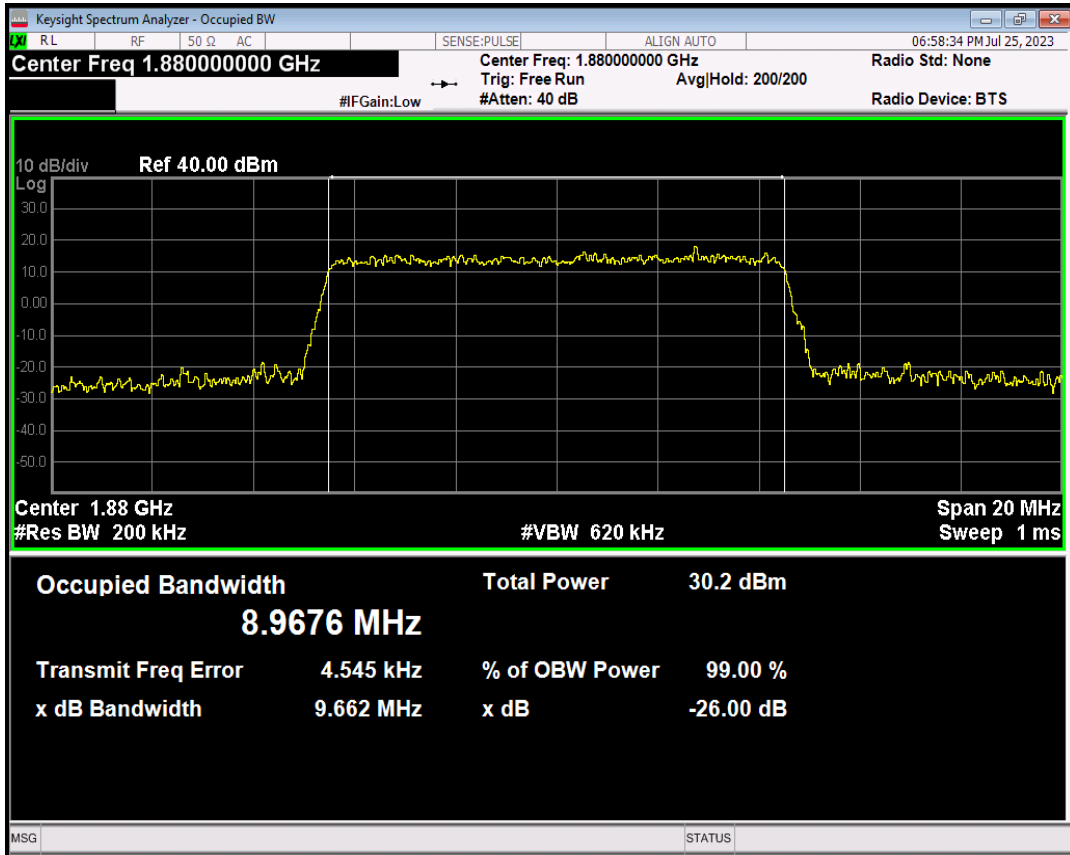 Keysight Spectrum Analyzer - Occupied BW
LXI RL RF 50 Ω AC SENSE:PULSE ALIGN AUTO 06:58:34 PM Jul 25, 2023
Center Freq 1.880000000 GHz Center Freq: 1.880000000 GHz Radio Std: None
Trig: Free Run Avg|Hold: 200/200
#IFGain:Low #Atten: 40 dB Radio Device: BTS
10 dB/div Ref 40.00 dBm
Log
30.0
20.0
10.0
0.00
-10.0
-20.0
-30.0
-40.0
-50.0
Center 1.88 GHz Span 20 MHz
#Res BW 200 kHz #VBW 620 kHz Sweep 1 ms
Occupied Bandwidth Total Power 30.2 dBm
8.9676 MHz
Transmit Freq Error 4.545 kHz % of OBW Power 99.00 %
x dB Bandwidth 9.662 MHz x dB -26.00 dB
MSG STATUS